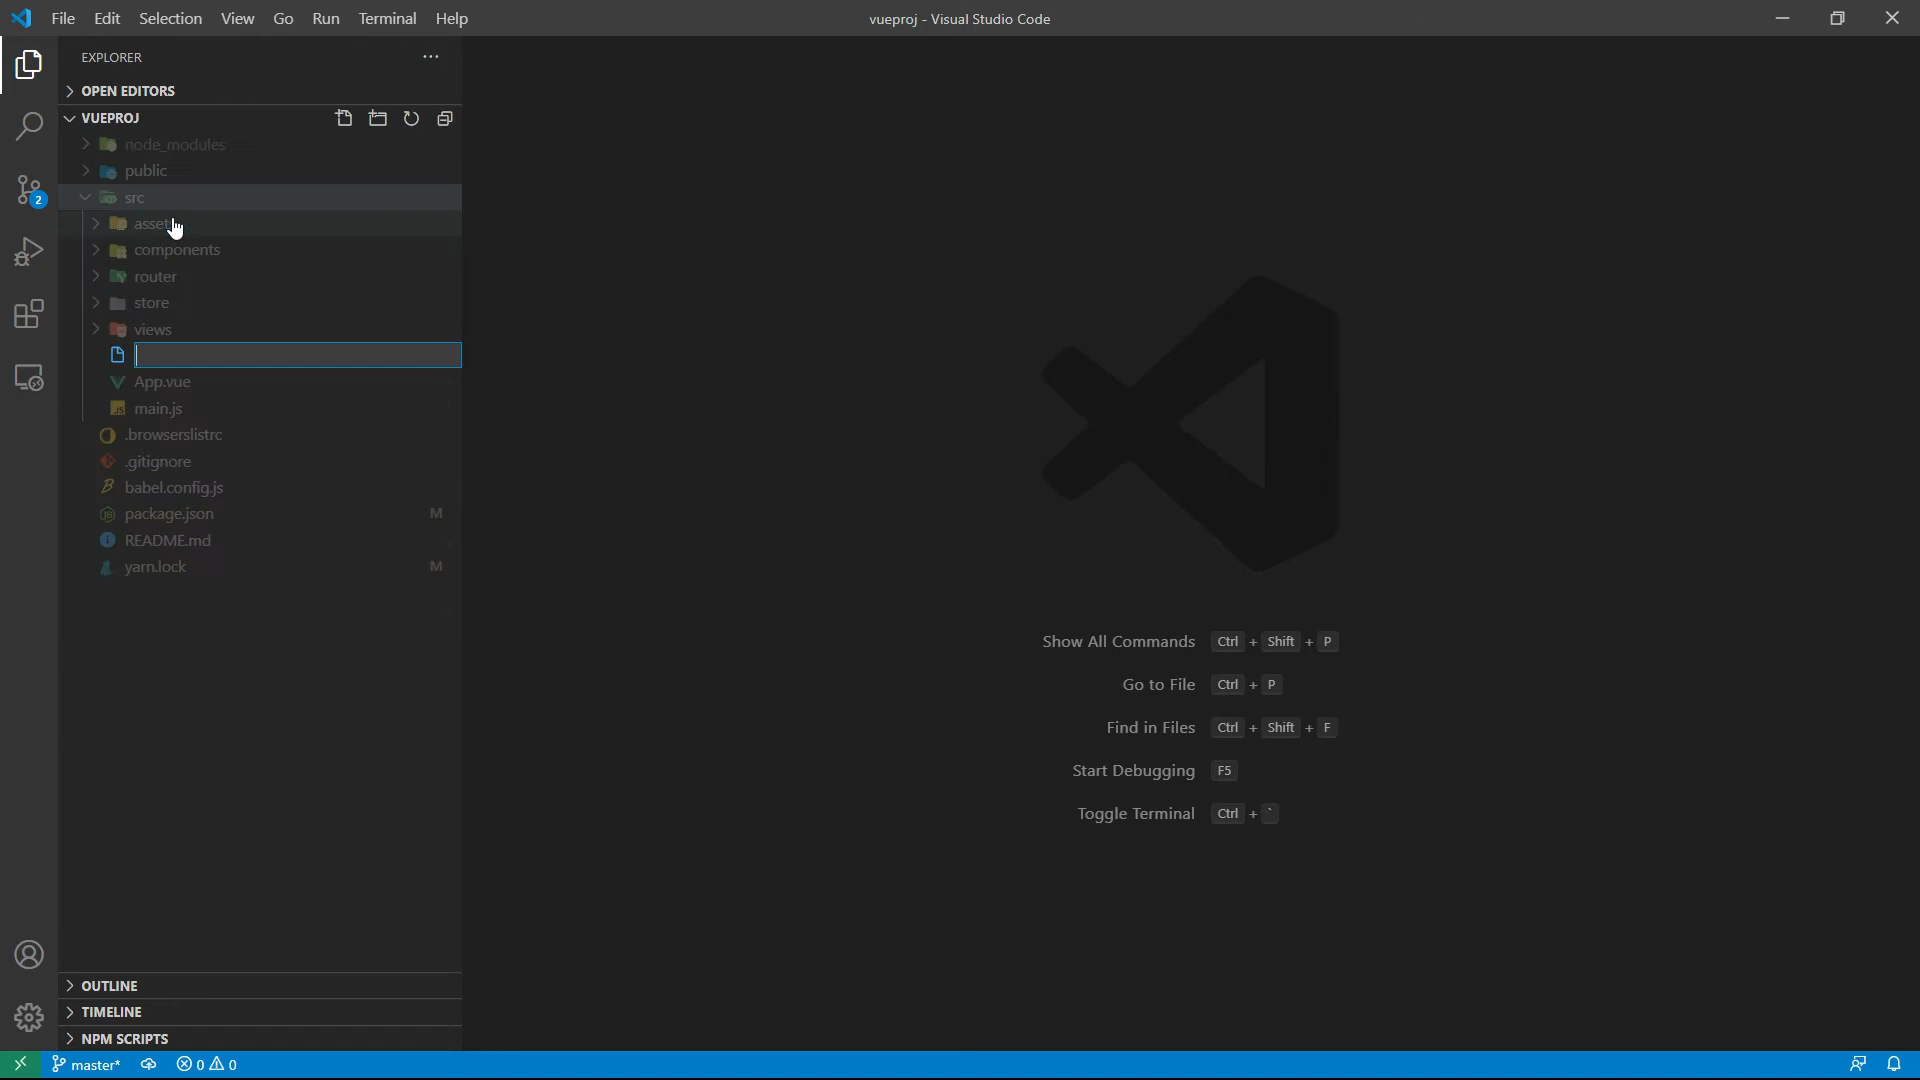 File Edit Selection View Go Run Terminal Help
vueproj - Visual Studio Code
EXPLORER
OPEN EDITORS
VUEPROJ
node_modules
public
src
asset
components
router
store
views
App.vue
main.js
.browserslistrc
.gitignore
babel.config.js
package.json M
README.md
yarn.lock M
Show All Commands Ctrl + Shift + P
Go to File Ctrl + P
Find in Files Ctrl + Shift + F
Start Debugging F5
Toggle Terminal Ctrl + `
OUTLINE
TIMELINE
NPM SCRIPTS
2
master* 0 0